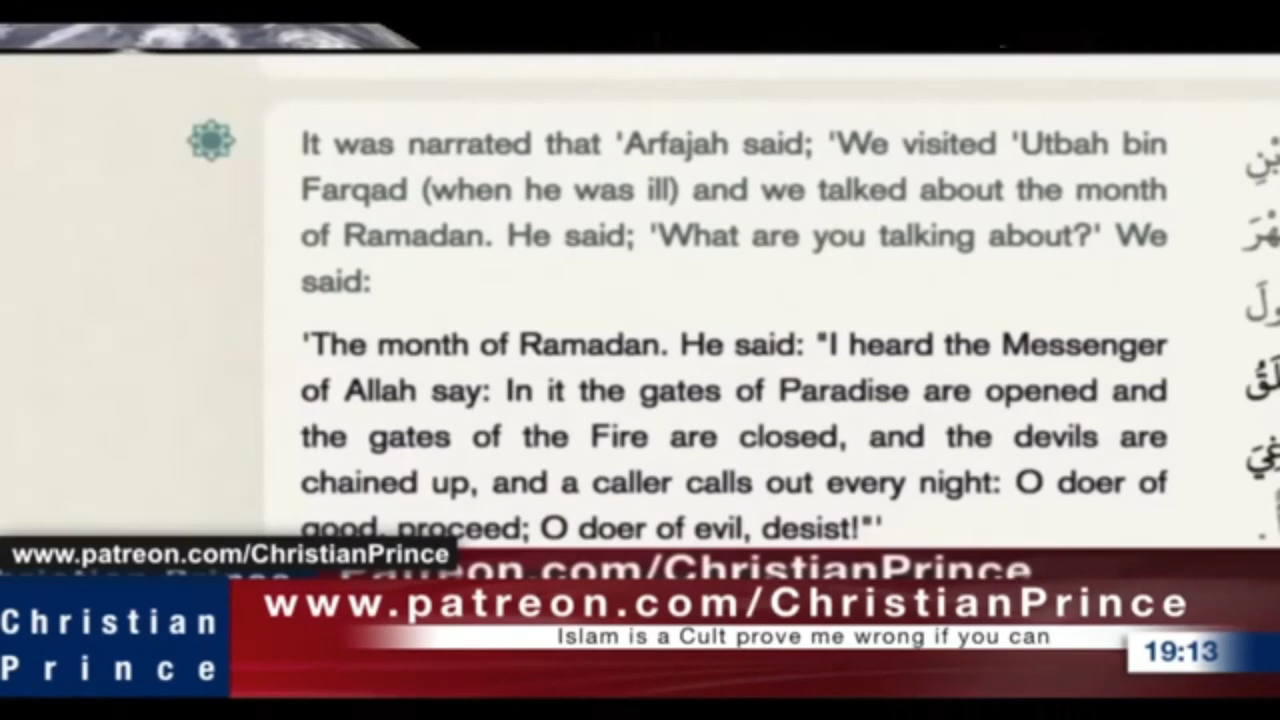 It was narrated that 'Arfajah said; 'We visited 'Utbah bin
Farqad (when he was ill) and we talked about the month
of Ramadan. He said; 'What are you talking about?' We
said:
'The month of Ramadan. He said: "I heard the Messenger
of Allah say: In it the gates of Paradise are opened and
the gates of the Fire are closed, and the devils are
chained up, and a caller calls out every night: O doer of
good, proceed; O doer of evil, desist!"'
www.patreon.com/ChristianPrince
Patreon.com/ChristianPrince
www.patreon.com/ChristianPrince
Islam is a Cult prove me wrong if you can
Christian
Prince
19:13